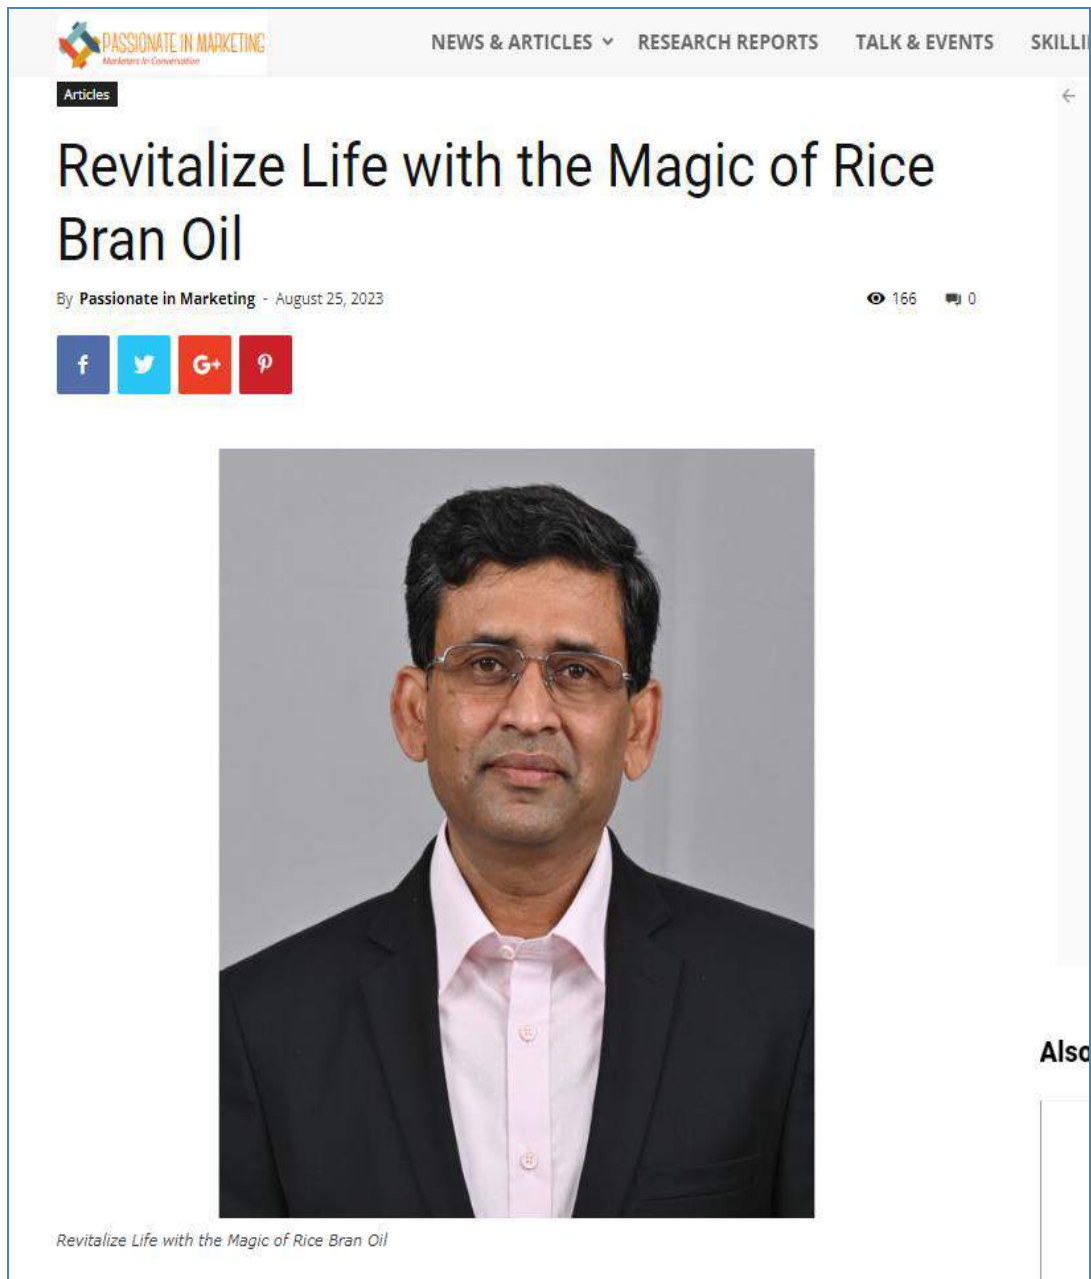 PASSIONATE IN MARKETING
Marketers In Conversation
NEWS & ARTICLES
RESEARCH REPORTS
TALK & EVENTS
Articles
Revitalize Life with the Magic of Rice
Bran Oil
By Passionate in Marketing - August 25, 2023
166
0
f
G+
Revitalize Life with the Magic of Rice Bran Oil